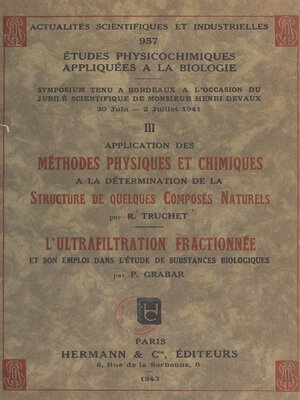 ACTUALITÉS SCIENTIFIQUES ET INDUSTRIELLES
957
ÉTUDES PHYSICOCHIMIQUES
APPLIQUÉES A LA BIOLOGIE
SYMPOSIUM TENU A BORDEAUX A L'OCCASION DU
JUBILÉ SCIENTIFIQUE DE MONSIEUR HENRI DEVAUX
30 Juin — 2 Juillet 1941
III
APPLICATION DES
MÉTHODES PHYSIQUES ET CHIMIQUES
A LA DÉTERMINATION DE LA
STRUCTURE DE QUELQUES COMPOSÉS NATURELS
par R. TRUCHET
L'ULTRAFILTRATION FRACTIONNÉE
ET SON EMPLOI DANS L'ÉTUDE DE SUBSTANCES BIOLOGIQUES
par P. GRABAR
PARIS
HERMANN & Cie, ÉDITEURS
6, Rue de la Sorbonne, 6
1943